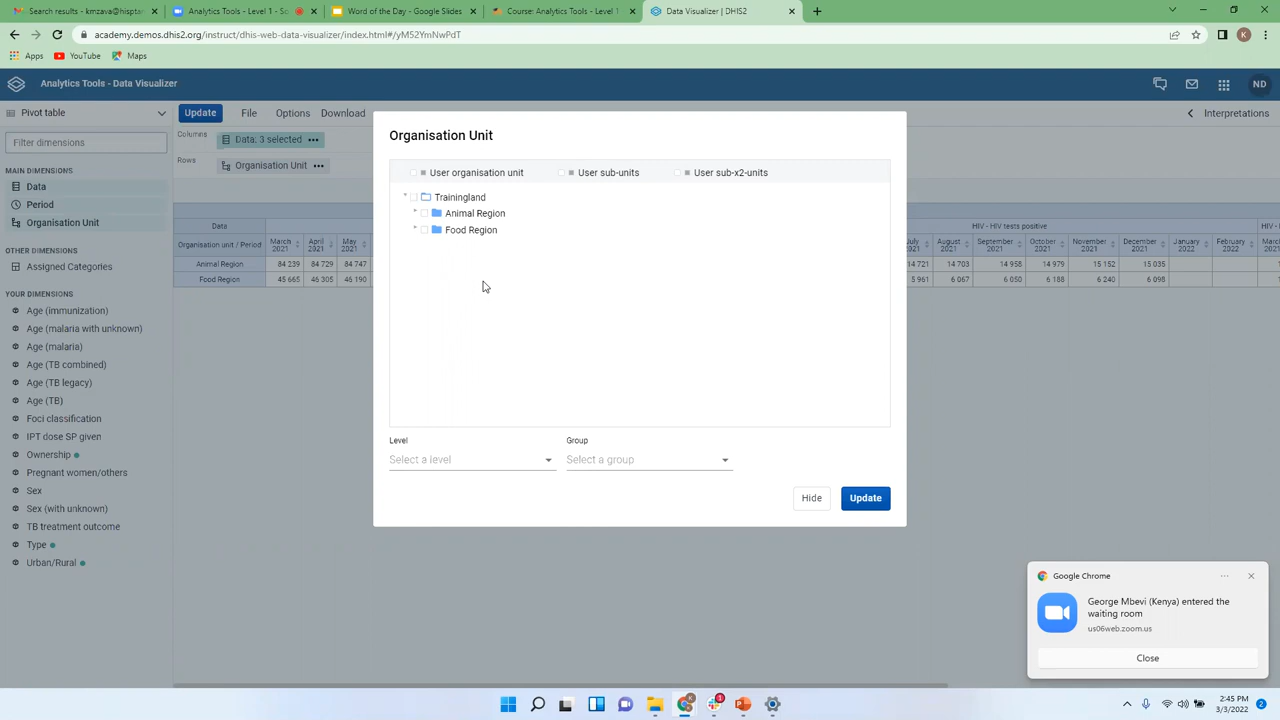 Search results - kmzava@hisptan
Analytics Tools - Level 1 - So
Word of the Day - Google Slides
Course: Analytics Tools - Level 1
Data Visualizer | DHIS2
academy.demos.dhis2.org/instruct/dhis-web-data-visualizer/index.html#/yM52YmNwPdT
K
Apps
YouTube
Maps
Analytics Tools - Data Visualizer
ND
Pivot table
Update
File
Options
Download
Interpretations
Filter dimensions
Columns
Data: 3 selected
Rows
Organisation Unit
MAIN DIMENSIONS
Data
Period
Organisation Unit
OTHER DIMENSIONS
Assigned Categories
YOUR DIMENSIONS
Age (immunization)
Age (malaria with unknown)
Age (malaria)
Age (TB combined)
Age (TB legacy)
Age (TB)
Foci classification
IPT dose SP given
Ownership
Pregnant women/others
Sex
Sex (with unknown)
TB treatment outcome
Type
Urban/Rural
Data
HIV - HIV tests positive
HIV - H
Organisation unit / Period
March 2021
April 2021
May 2021
July 2021
August 2021
September 2021
October 2021
November 2021
December 2021
January 2022
February 2022
March 2021
Animal Region 84 239 84 729 84 747 14 721 14 703 14 958 14 979 15 152 15 035
Food Region 45 665 46 305 46 190 5 961 6 067 6 050 6 188 6 240 6 098
Organisation Unit
User organisation unit
User sub-units
User sub-x2-units
Trainingland
Animal Region
Food Region
Level
Group
Select a level
Select a group
Hide
Update
Google Chrome
George Mbevi (Kenya) entered the
waiting room
us06web.zoom.us
Close
2:45 PM
3/3/2022
2